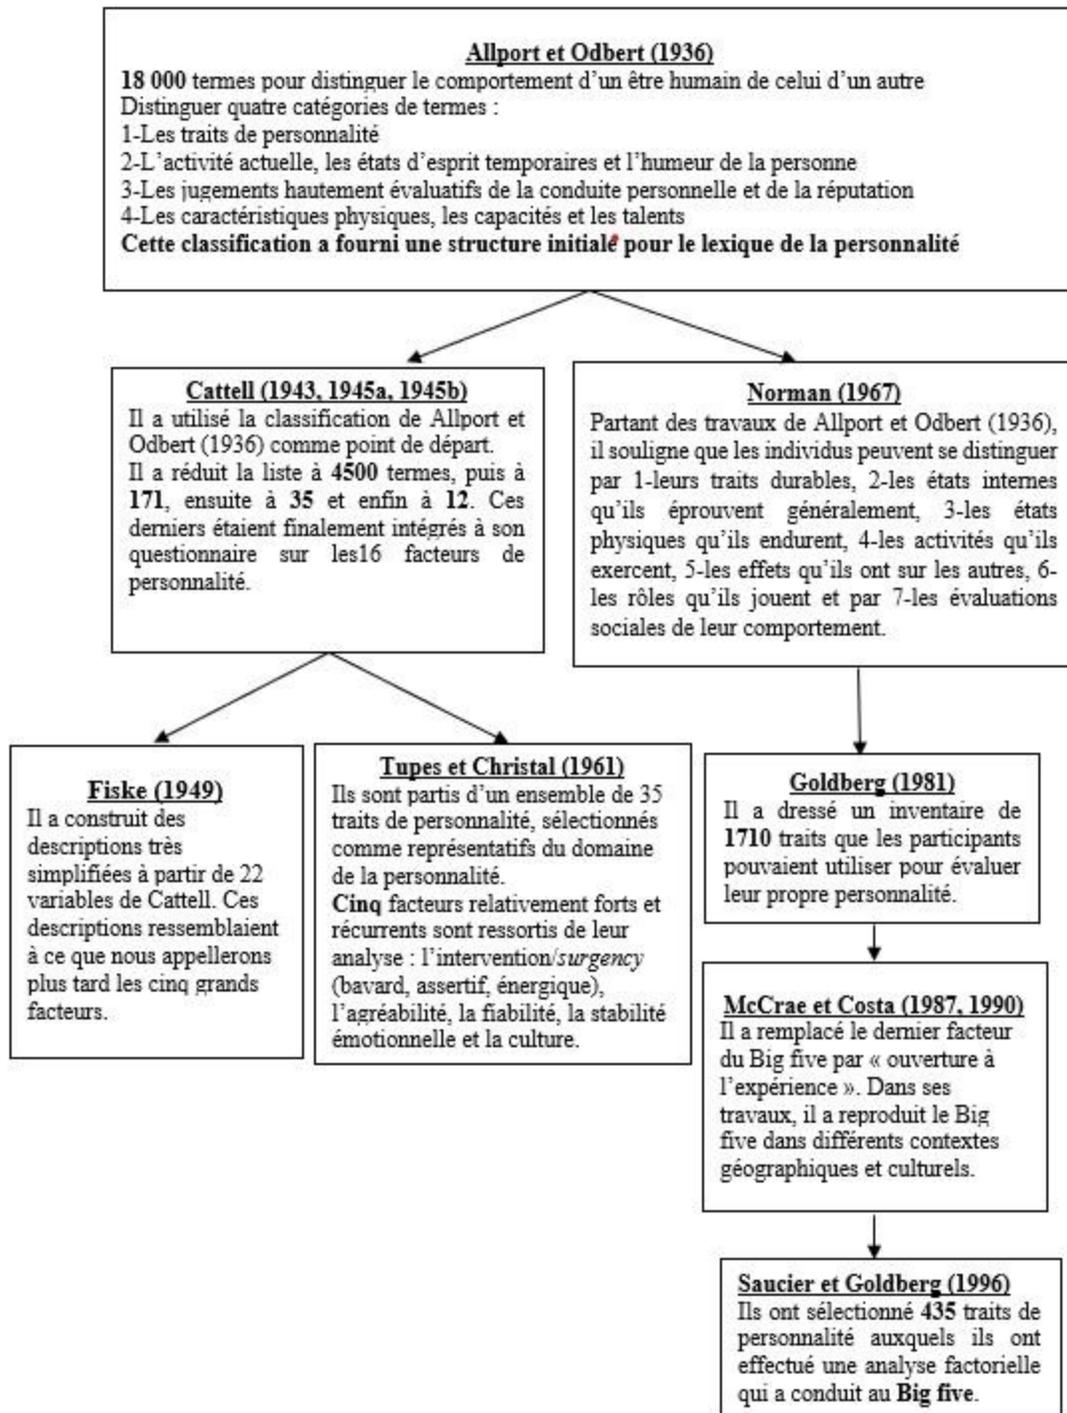 Allport et Odbert (1936)
18 000 termes pour distinguer le comportement d'un être humain de celui d'un autre
Distinguer quatre catégories de termes :
1-Les traits de personnalité
2-L'activité actuelle, les états d'esprit temporaires et l'humeur de la personne
3-Les jugements hautement évaluatifs de la conduite personnelle et de la réputation
4-Les caractéristiques physiques, les capacités et les talents
Cette classification a fourni une structure initiale pour le lexique de la personnalité
Cattell (1943, 1945a, 1945b)
Il a utilisé la classification de Allport et
Odbert (1936) comme point de départ.
Il a réduit la liste à 4500 termes, puis à
171, ensuite à 35 et enfin à 12. Ces
derniers étaient finalement intégrés à son
questionnaire sur les16 facteurs de
personnalité.
Norman (1967)
Partant des travaux de Allport et Odbert (1936),
il souligne que les individus peuvent se distinguer
par 1-leurs traits durables, 2-les états internes
qu'ils éprouvent généralement, 3-les états
physiques qu'ils endurent, 4-les activités qu'ils
exercent, 5-les effets qu'ils ont sur les autres, 6-
les rôles qu'ils jouent et par 7-les évaluations
sociales de leur comportement.
Fiske (1949)
Il a construit des
descriptions très
simplifiées à partir de 22
variables de Cattell. Ces
descriptions ressemblaient
à ce que nous appellerons
plus tard les cinq grands
facteurs.
Tupes et Christal (1961)
Ils sont partis d'un ensemble de 35
traits de personnalité, sélectionnés
comme représentatifs du domaine
de la personnalité.
Cinq facteurs relativement forts et
récurrents sont ressortis de leur
analyse : l'intervention/surgency
(bavard, assertif, énergique),
l'agréabilité, la fiabilité, la stabilité
émotionnelle et la culture.
Goldberg (1981)
Il a dressé un inventaire de
1710 traits que les participants
pouvaient utiliser pour évaluer
leur propre personnalité.
McCrae et Costa (1987, 1990)
Il a remplacé le dernier facteur
du Big five par « ouverture à
l'expérience ». Dans ses
travaux, il a reproduit le Big
five dans différents contextes
géographiques et culturels.
Saucier et Goldberg (1996)
Ils ont sélectionné 435 traits de
personnalité auxquels ils ont
effectué une analyse factorielle
qui a conduit au Big five.